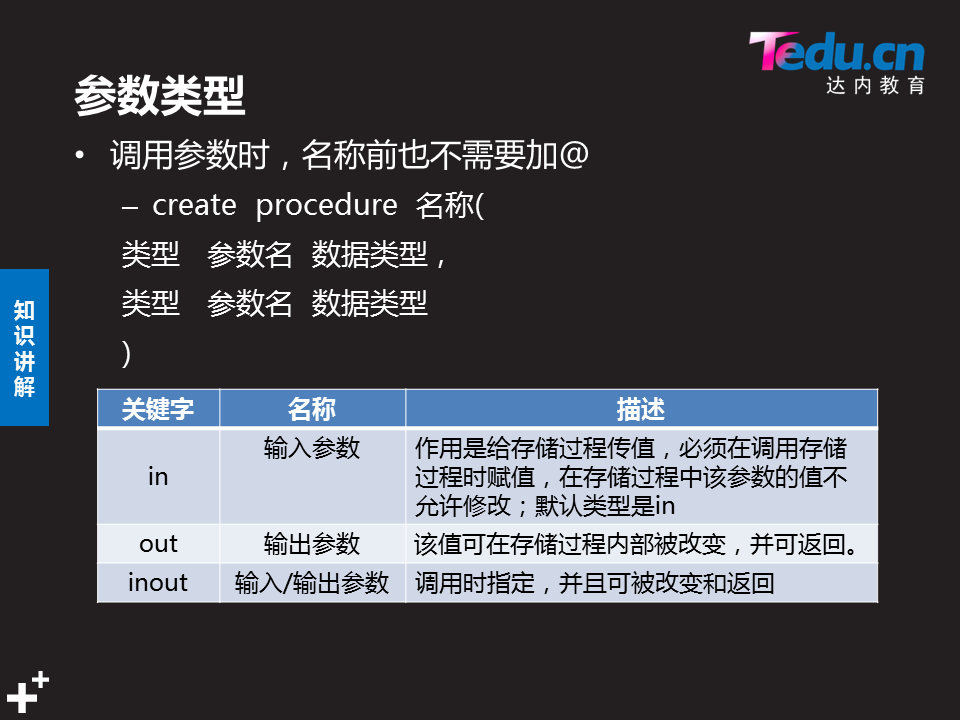 Tedu.cn
达内教育
参数类型
• 调用参数时，名称前也不需要加@
– create procedure 名称(
类型 参数名 数据类型 ,
类型 参数名 数据类型
)
知
识
讲
解
关键字 名称 描述
in 输入参数 作用是给存储过程传值，必须在调用存储
过程时赋值，在存储过程中该参数的值不
允许修改；默认类型是in
out 输出参数 该值可在存储过程内部被改变，并可返回。
inout 输入/输出参数 调用时指定，并且可被改变和返回